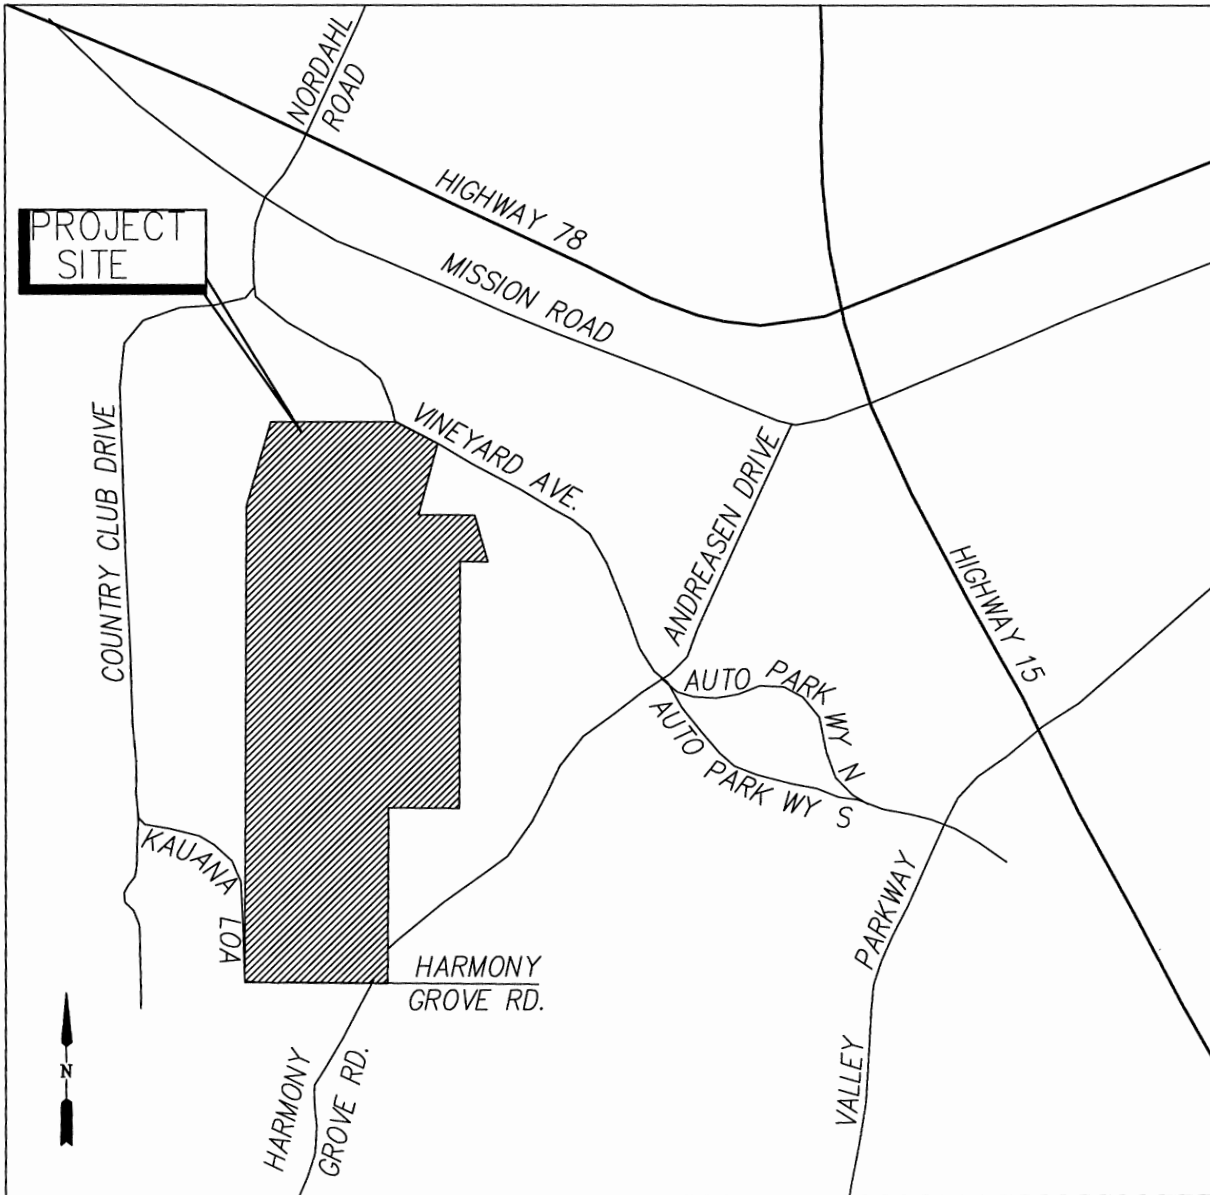 NORDAHL
ROAD
HIGHWAY 78
PROJECT
SITE
MISSION ROAD
COUNTRY CLUB DRIVE
VINEYARD AVE.
ANDREASEN DRIVE
HIGHWAY 15
AUTO PARK WY N
AUTO PARK WY S
KAUANA LOA
PARKWAY
VALLEY
HARMONY
GROVE RD.
N
HARMONY
GROVE RD.